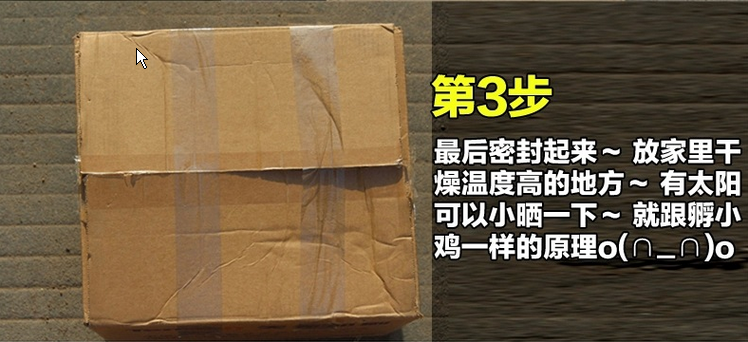 第3步
最后密封起来~ 放家里干
燥温度高的地方~ 有太阳
可以小晒一下~ 就跟孵小
鸡一样的原理o(∩_∩)o